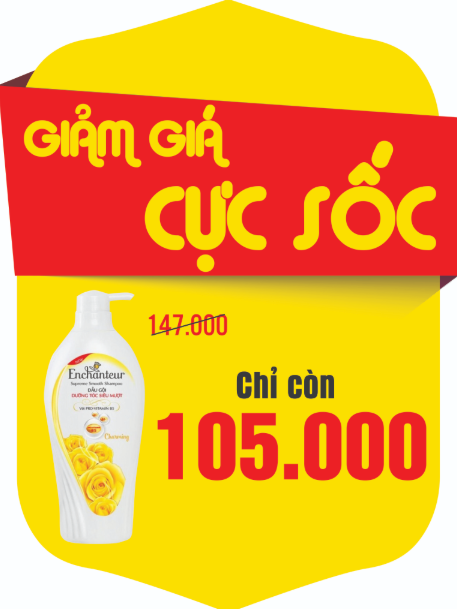 GIẢM GIÁ
CỰC SỐC
147.000
Chỉ còn
105.000
Enchanteur
Supreme Smooth Shampoo
DẦU GỘI
DƯỠNG TÓC SIÊU MƯỢT
Charming